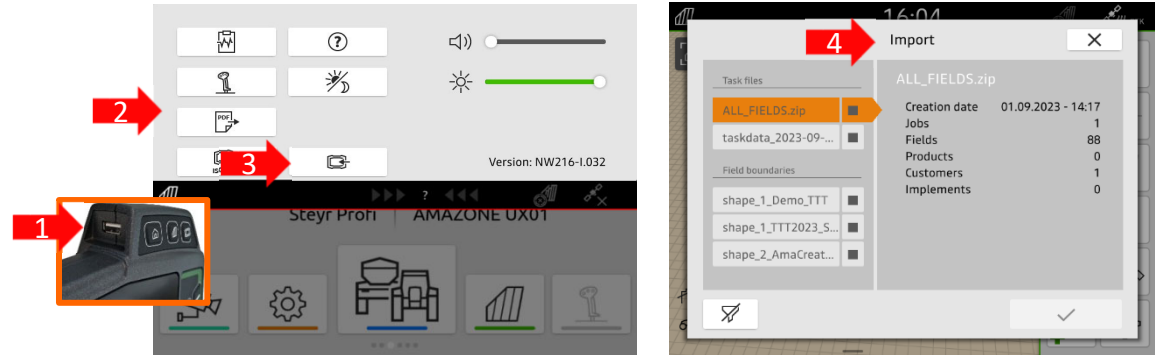 2
PDF
3
Version: NW216-I.032
1
?
Steyr Profi
AMAZONE UX01
16:04
4
Import
Task files
ALL_FIELDS.zip
taskdata_2023-09-...
Field boundaries
shape_1_Demo_TTT
shape_1_TTT2023_S...
shape_2_AmaCreat...
ALL_FIELDS.zip
Creation date 01.09.2023 - 14:17
Jobs 1
Fields 88
Products 0
Customers 1
Implements 0